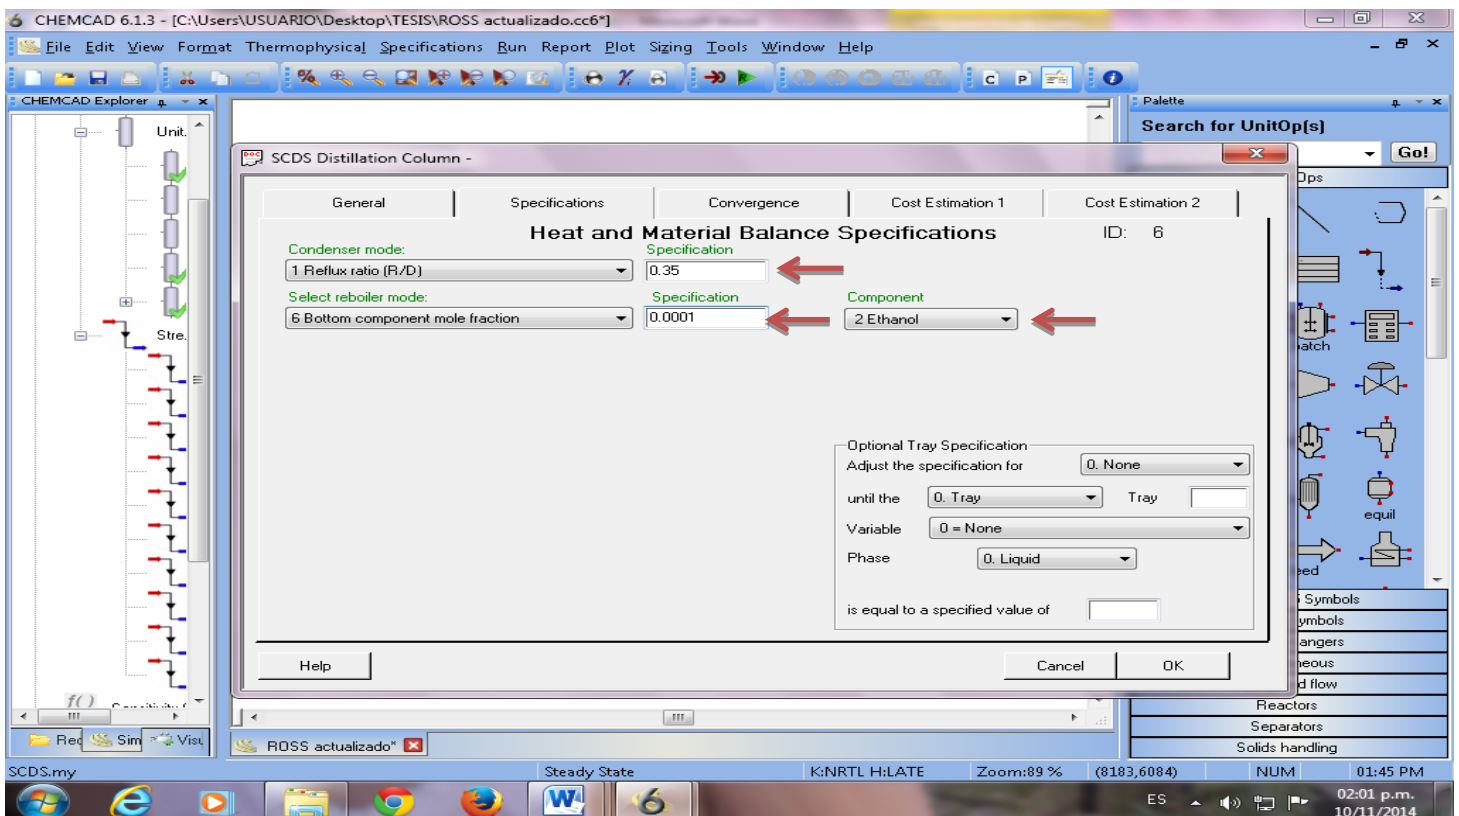 CHEMCAD 6.1.3 - [C:\Users\USUARIO\Desktop\TESIS\ROSS actualizado.cc6*]
File Edit View Format Thermophysical Specifications Run Report Plot Sizing Tools Window Help
C P
CHEMCAD Explorer
Palette
Search for UnitOp(s)
Go!
Unit.
SCDS Distillation Column -
General Specifications Convergence Cost Estimation 1 Cost Estimation 2
Heat and Material Balance Specifications ID: 6
Condenser mode: Specification
1 Reflux ratio (R/D) 0.35
Select reboiler mode: Specification Component
6 Bottom component mole fraction 0.0001 2 Ethanol
Stre.
Optional Tray Specification
Adjust the specification for 0. None
until the 0. Tray Tray
Variable 0 = None
Phase 0. Liquid
is equal to a specified value of
Help Cancel OK
equil
Symbols
Reactors
Separators
Solids handling
f()
Red Sim Visu
ROSS actualizado*
SCDS.my Steady State K:NRTL H:LATE Zoom:89 % (8183,6084) NUM 01:45 PM
ES 02:01 p.m.
10/11/2014